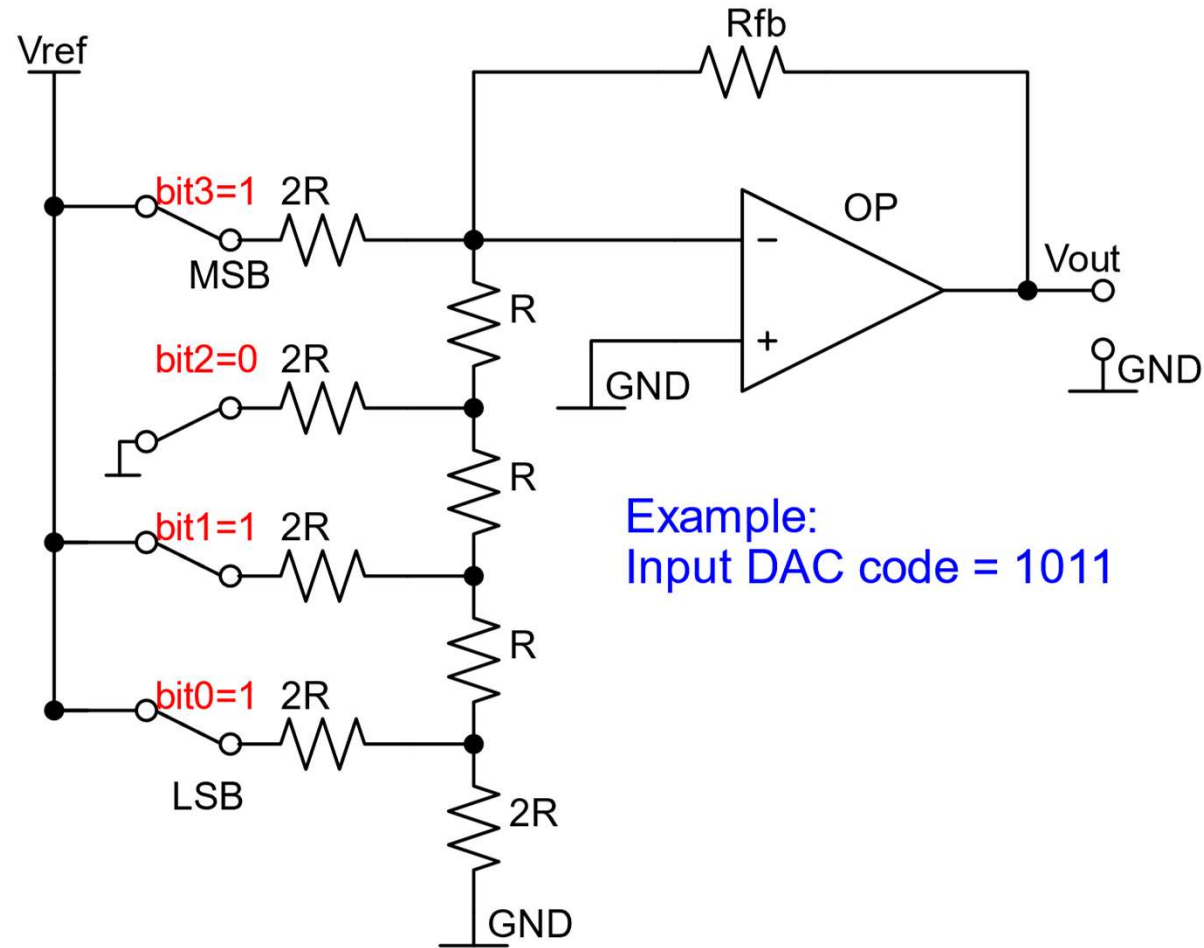 Rfb
Vref
bit3=1 2R
OP
Vout
MSB
R
bit2=0 2R
GND
GND
R
bit1=1 2R
Example:
Input DAC code = 1011
R
bit0=1 2R
LSB
2R
GND
−
+